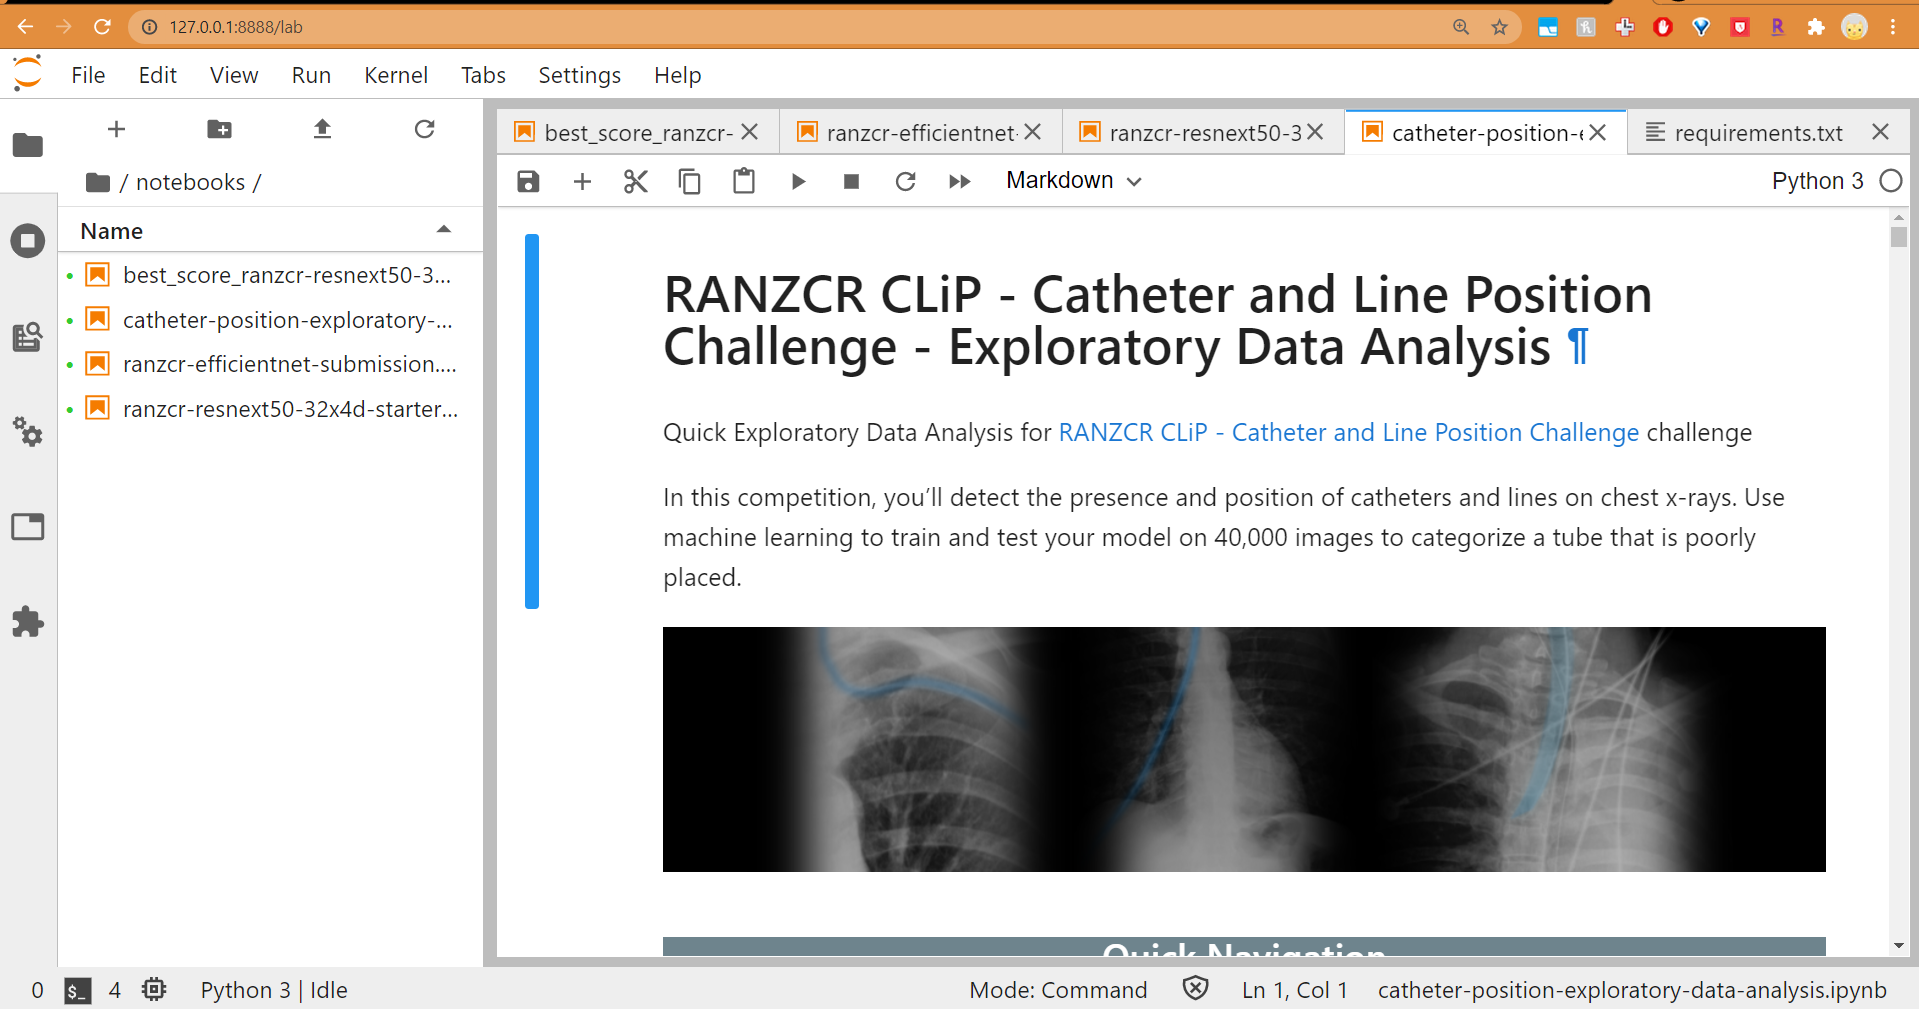 127.0.0.1:8888/lab
File Edit View Run Kernel Tabs Settings Help
/ notebooks /
Name
best_score_ranzcr-resnext50-3...
catheter-position-exploratory-...
ranzcr-efficientnet-submission....
ranzcr-resnext50-32x4d-starter...
best_score_ranzcr- ranzcr-efficientnet- ranzcr-resnext50-3 catheter-position-e requirements.txt
Markdown Python 3
RANZCR CLiP - Catheter and Line Position
Challenge - Exploratory Data Analysis ¶
Quick Exploratory Data Analysis for RANZCR CLiP - Catheter and Line Position Challenge challenge
In this competition, you’ll detect the presence and position of catheters and lines on chest x-rays. Use
machine learning to train and test your model on 40,000 images to categorize a tube that is poorly
placed.
Quick Navigation
0 $_ 4 Python 3 | Idle Mode: Command Ln 1, Col 1 catheter-position-exploratory-data-analysis.ipynb